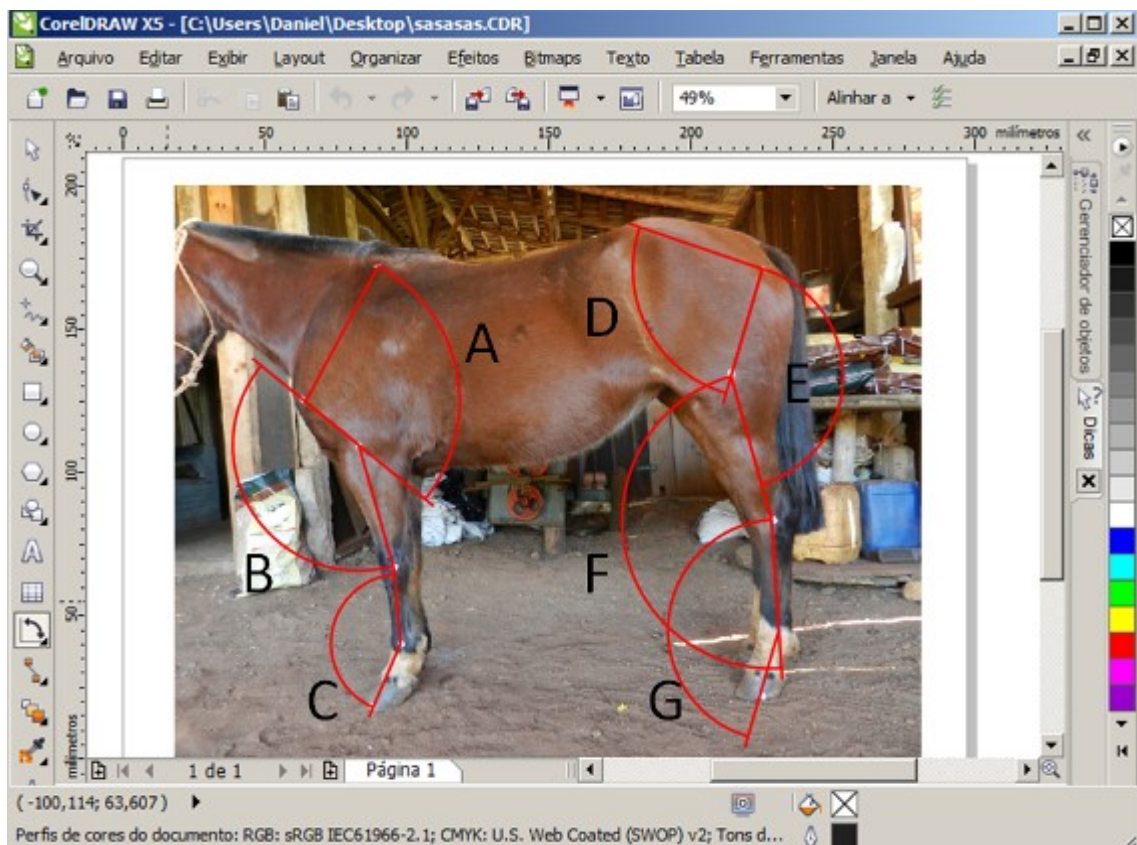 CorelDRAW X5 - [C:\Users\Daniel\Desktop\sasasas.CDR]
Arquivo Editar Exibir Layout Organizar Efeitos Bitmaps Texto Tabela Ferramentas Janela Ajuda
49% Alinhar a
0 50 100 150 200 250 300 milímetros
200
150
100
50
milímetros
A
B
C
D
E
F
G
Gerenciador de objetos
Dicas
1 de 1 Página 1
( -100,114; 63,607 )
Perfis de cores do documento: RGB: sRGB IEC61966-2.1; CMYK: U.S. Web Coated (SWOP) v2; Tons d...